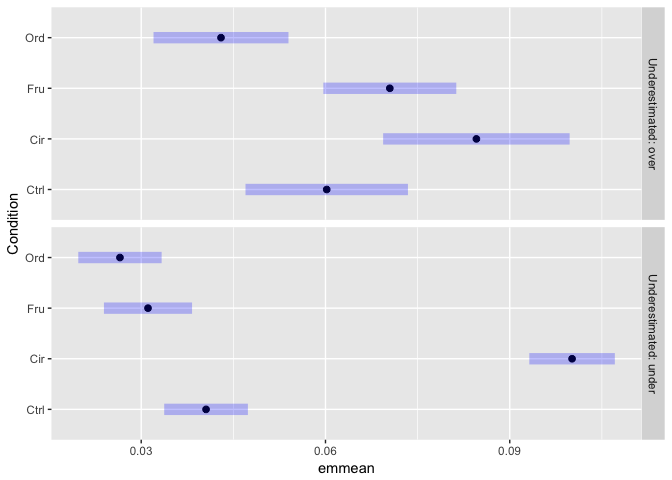 Ord
Fru
Cir
Ctrl
Underestimated: over
Condition
Ord
Fru
Cir
Ctrl
Underestimated: under
0.03 0.06 0.09
emmean